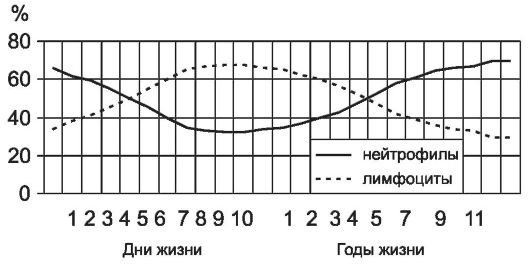 %
80
60
40
20
0
нейтрофилы
лимфоциты
1 2 3 4 5 6 7 8 9 10 1 2 3 4 5 7 9 11
Дни жизни Годы жизни